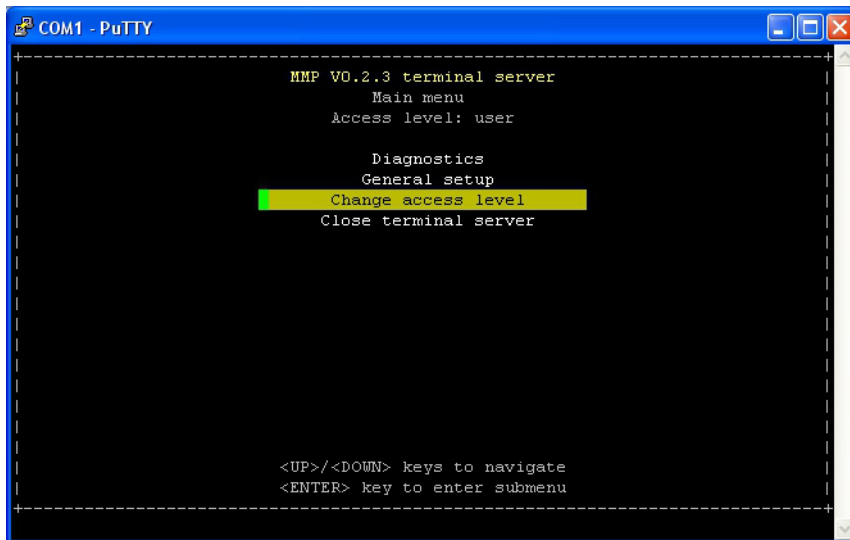 COM1 - PuTTY
MMP V0.2.3 terminal server
Main menu
Access level: user
Diagnostics
General setup
Change access level
Close terminal server
<UP>/<DOWN> keys to navigate
<ENTER> key to enter submenu